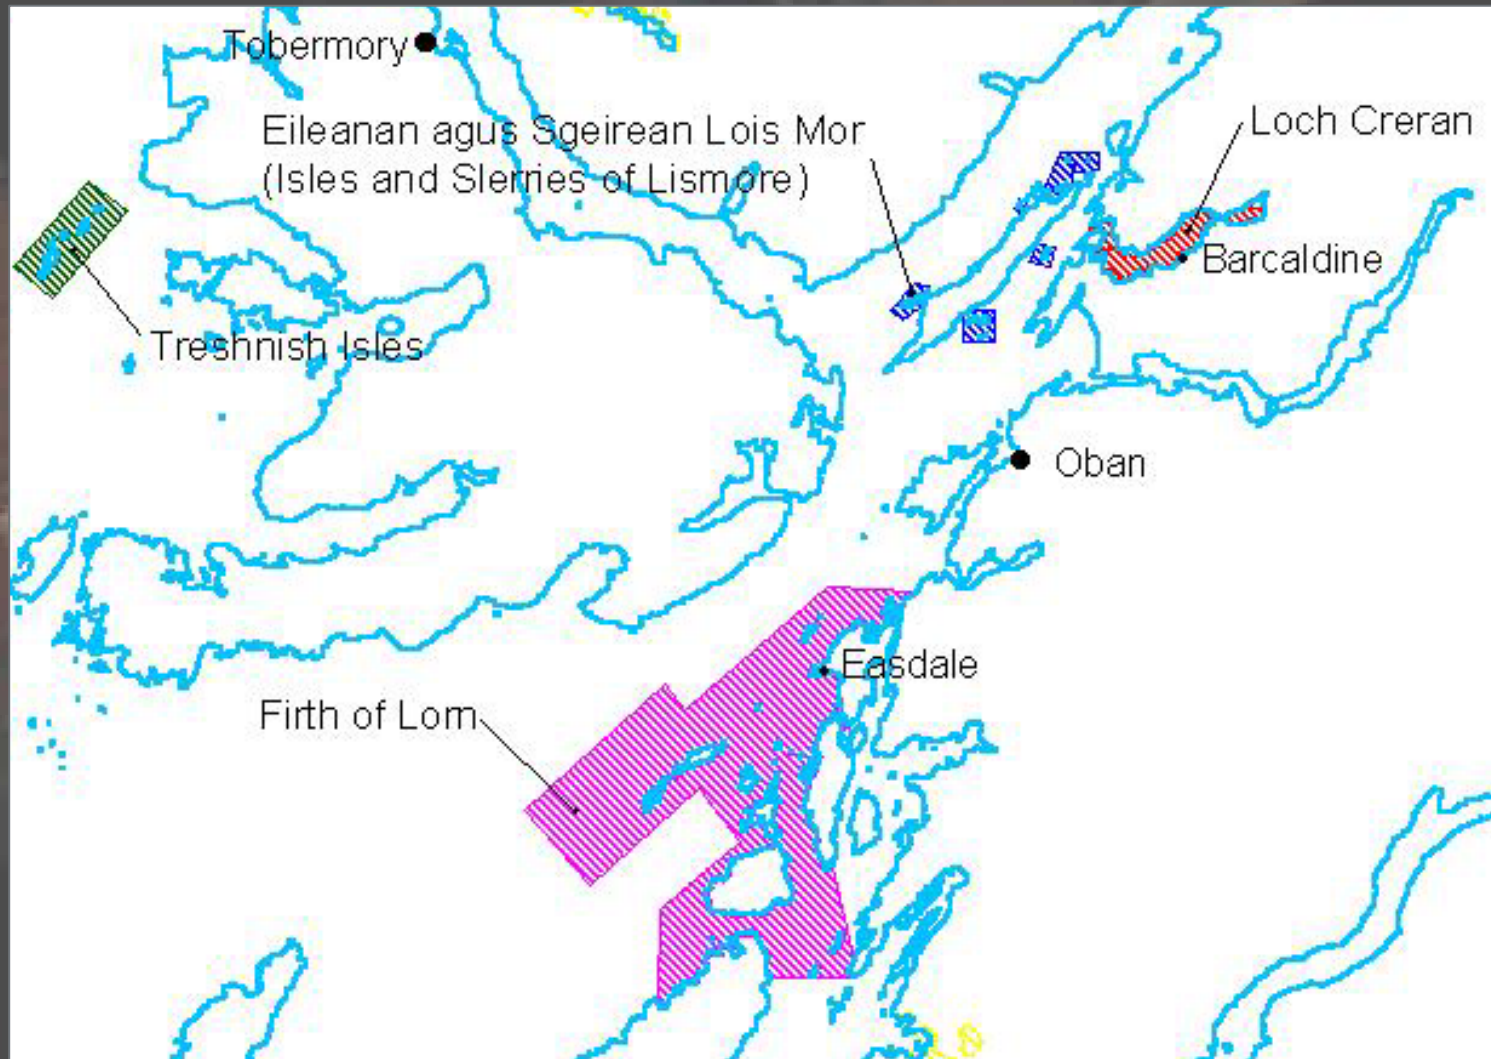 Tobermory
Eileanan agus Sgeirean Lois Mor
(Isles and Slerries of Lismore)
Loch Creran
Barcaldine
Treshnish Isles
Oban
Easdale
Firth of Lorn